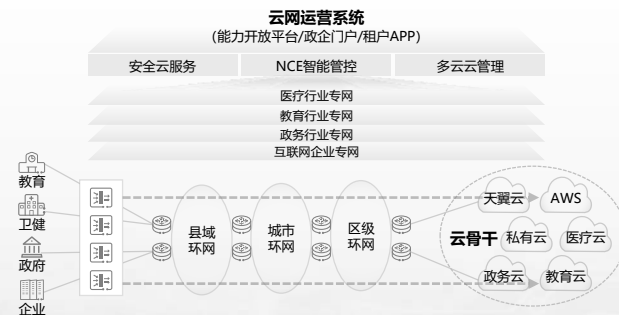 云网运营系统
(能力开放平台/政企门户/租户APP)
安全云服务
NCE智能管控
多云云管理
医疗行业专网
教育行业专网
政务行业专网
互联网企业专网
教育
卫健
政府
企业
县域
环网
城市
环网
区级
环网
天翼云
AWS
云骨干
私有云
医疗云
政务云
教育云